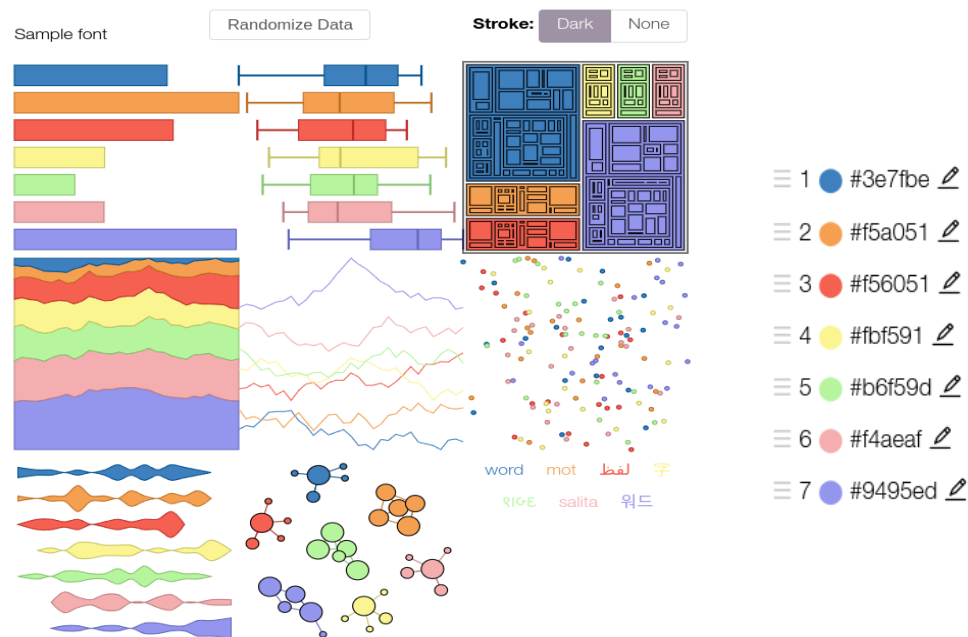 Sample font
Randomize Data
Stroke: Dark None
1 #3e7fbe
2 #f5a051
3 #f56051
4 #fbf591
5 #b6f59d
6 #f4aeaf
7 #9495ed
word mot لفظ 字
શબ્દ salita 워드